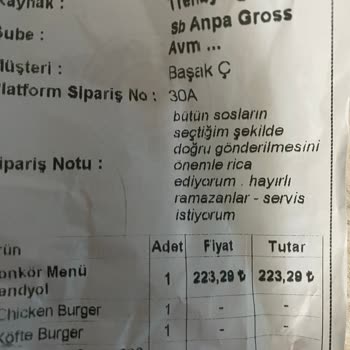 Kaynak :
Şube : sb Anpa Gross
Avm ...
Müşteri : Başak Ç
Platform Sipariş No : 30A
bütün sosların
seçtiğim şekilde
doğru gönderilmesini
Sipariş Notu : önemle rica
ediyorum . hayırlı
ramazanlar - servis
istiyorum
Ürün Adet Fiyat Tutar
onkör Menü 1 223,29 ₺ 223,29 ₺
andyol
Chicken Burger 1 - -
Köfte Burger 1 - -